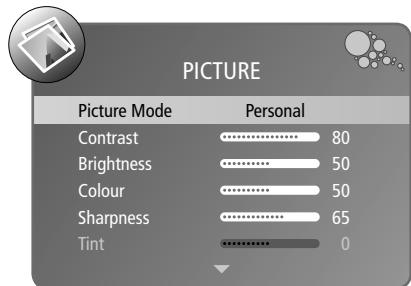 PICTURE
Picture Mode Personal
Contrast 80
Brightness 50
Colour 50
Sharpness 65
Tint 0